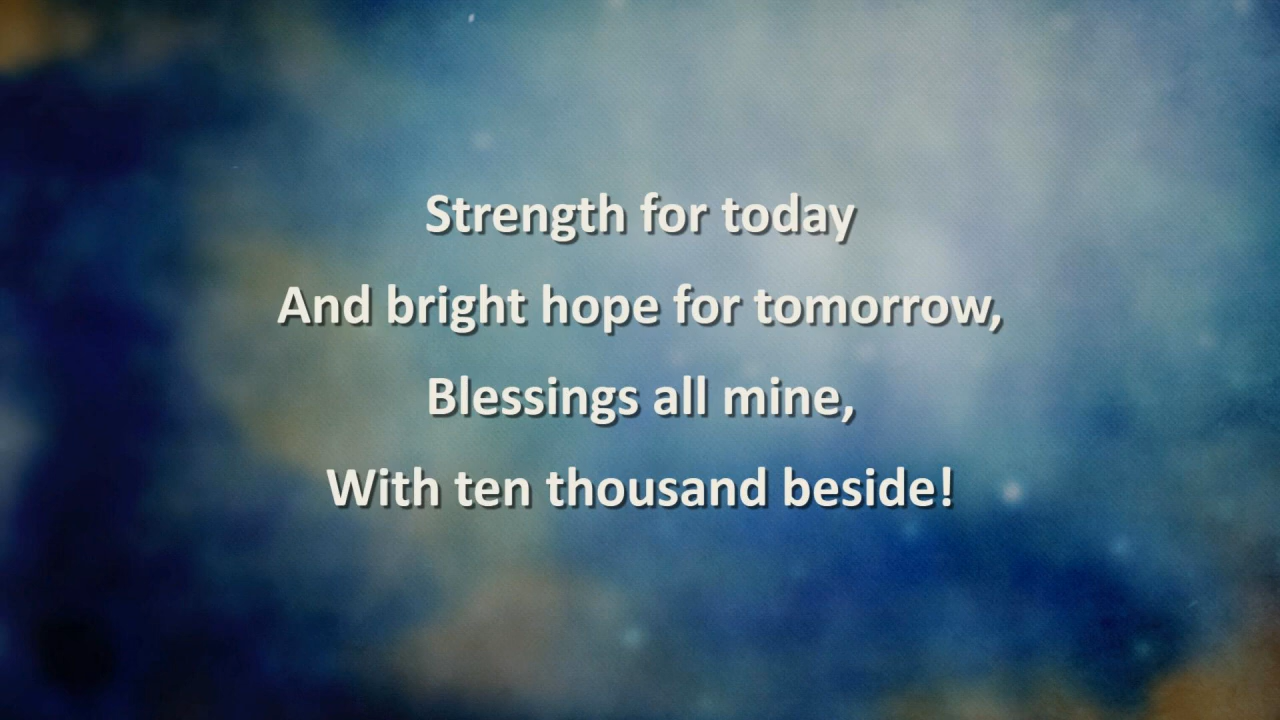 Strength for today
And bright hope for tomorrow,
Blessings all mine,
With ten thousand beside!